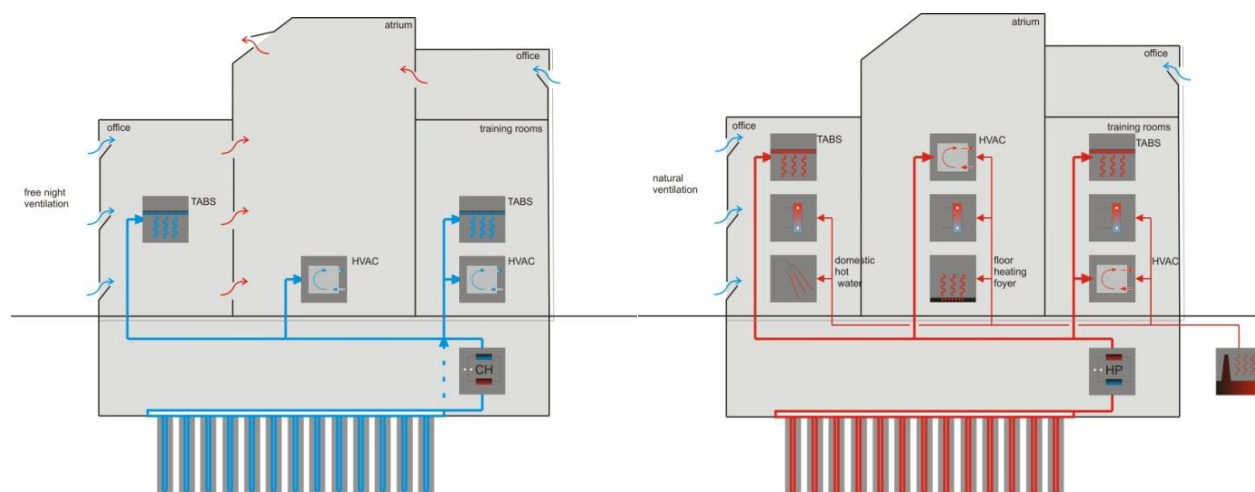 atrium
office
office
training rooms
free night
ventilation
TABS
TABS
HVAC
HVAC
CH
atrium
office
office
training rooms
natural
ventilation
TABS
HVAC
TABS
domestic
hot
water
floor
heating
foyer
HVAC
HP